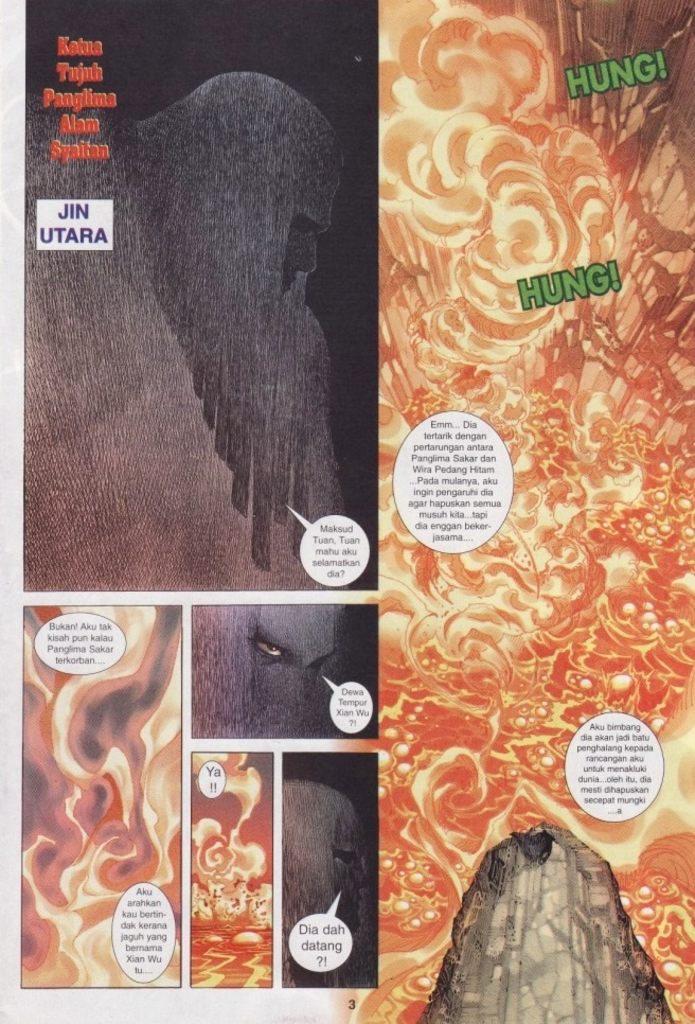 Ketua
Tujuh
Panglima
Alam
Syaitan
JIN
UTARA
Maksud
Tuan, Tuan
mahu aku
selamatkan
dia?
Bukan! Aku tak
kisah pun kalau
Panglima Sakar
terkorban....
Aku
arahkan
kau bertin-
dak kerana
jaguh yang
bernama
Xian Wu
tu....
Dewa
Tempur
Xian Wu
?!
Ya
!!
Dia dah
datang
?!
HUNG!
HUNG!
Emm... Dia
tertarik dengan
pertarungan antara
Panglima Sakar dan
Wira Pedang Hitam
...Pada mulanya, aku
ingin pengaruhi dia
agar hapuskan semua
musuh kita...tapi
dia enggan beker-
jasama....
Aku bimbang
dia akan jadi batu
penghalang kepada
rancangan aku
untuk menakluki
dunia...oleh itu, dia
mesti dihapuskan
secepat mungki
....a
3